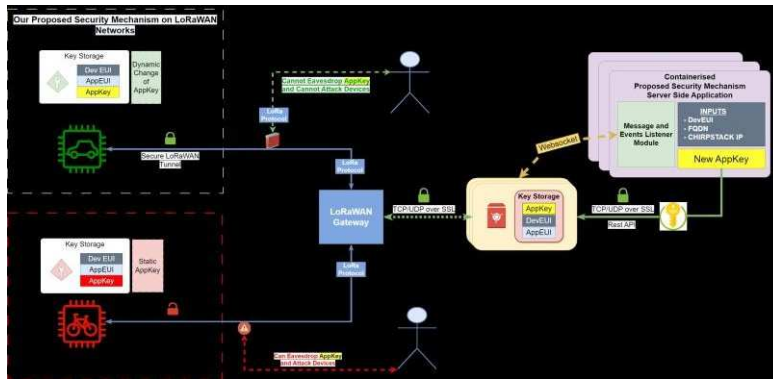 Our Proposed Security Mechanism on LoRaWAN
Networks
Key Storage
Dev EUI
AppEUI
AppKey
Dynamic
Change
of
AppKey
Secure LoRaWAN
Tunnel
Cannot Eavesdrop AppKey
and Cannot Attack Devices
LoRa
Protocol
LoRa
Protocol
LoRaWAN
Gateway
LoRa
Protocol
TCP/UDP over SSL
Key Storage
AppKey
DevEUI
AppEUI
Websocket
Containerised
Proposed Security Mechanism
Server Side Application
Message and
Events Listener
Module
INPUTS
- DevEUI
- FQDN
- CHIRPSTACK IP
New AppKey
TCP/UDP over SSL
Rest API
Key Storage
Dev EUI
AppEUI
AppKey
Static
AppKey
Can Eavesdrop AppKey
and Attack Devices